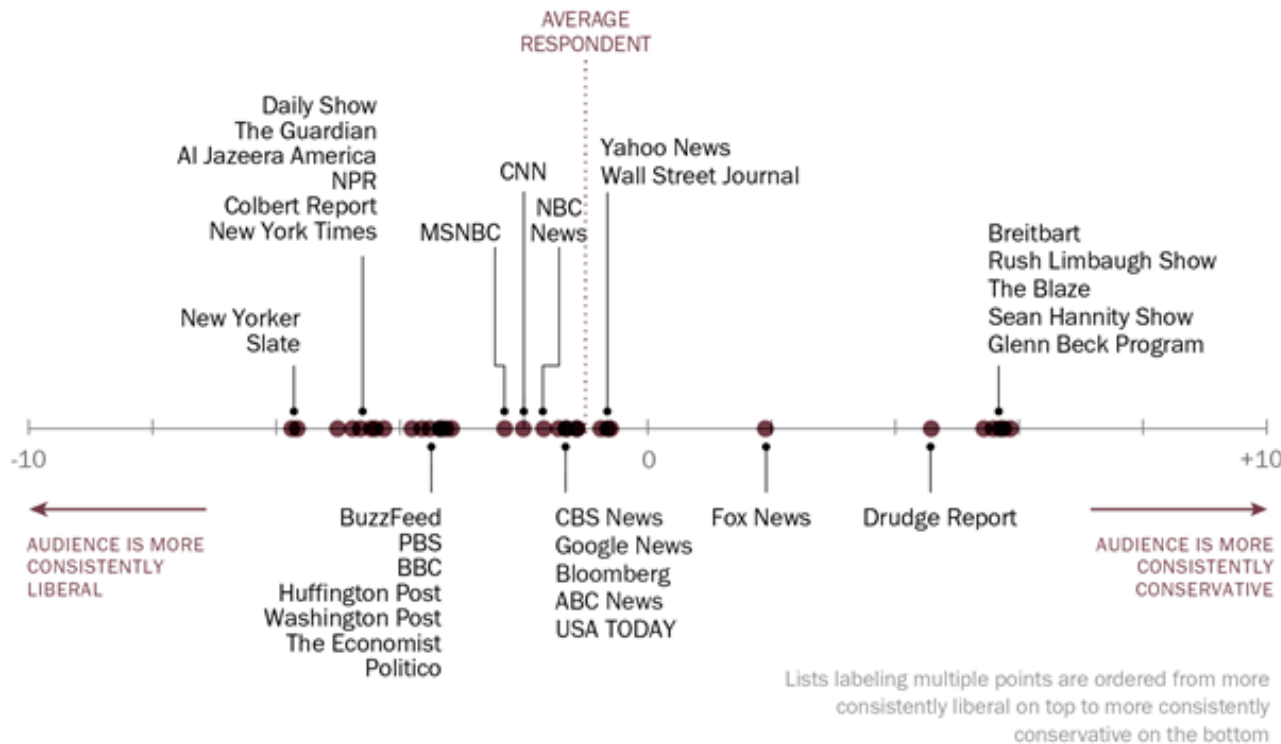 AVERAGE
RESPONDENT
Daily Show
The Guardian
Al Jazeera America
NPR
Colbert Report
New York Times
CNN
Yahoo News
Wall Street Journal
MSNBC
NBC
News
Breitbart
Rush Limbaugh Show
The Blaze
Sean Hannity Show
Glenn Beck Program
New Yorker
Slate
-10
0
+10
BuzzFeed
PBS
BBC
Huffington Post
Washington Post
The Economist
Politico
CBS News
Google News
Bloomberg
ABC News
USA TODAY
Fox News
Drudge Report
AUDIENCE IS MORE
CONSISTENTLY
LIBERAL
AUDIENCE IS MORE
CONSISTENTLY
CONSERVATIVE
Lists labeling multiple points are ordered from more
consistently liberal on top to more consistently
conservative on the bottom